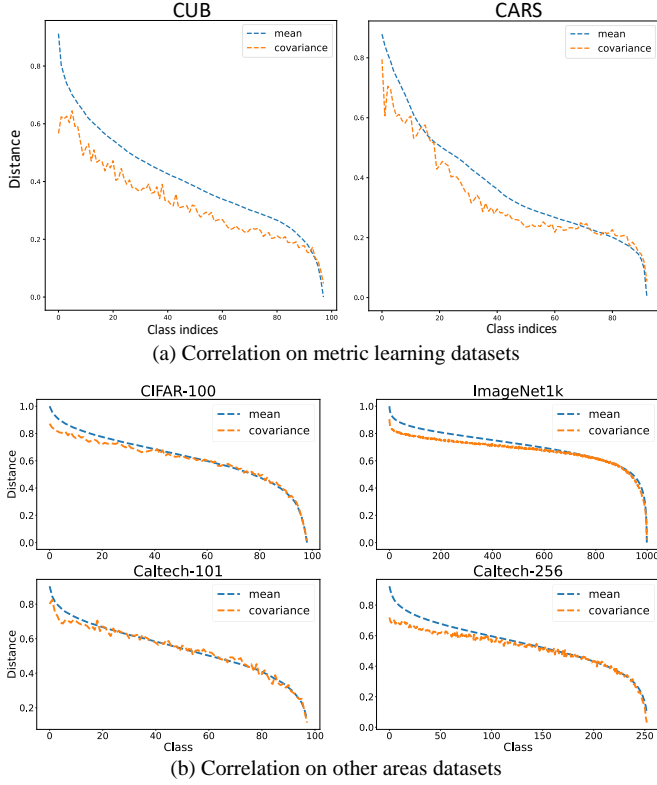 CUB
CARS
mean
covariance
mean
covariance
Distance
0.8
0.6
0.4
0.2
0.0
0.8
0.6
0.4
0.2
0.0
0 20 40 60 80 100
0 20 40 60 80
Class indices
Class indices
(a) Correlation on metric learning datasets
CIFAR-100
ImageNet1k
mean
covariance
mean
covariance
Distance
1.0
0.8
0.6
0.4
0.2
0.0
1.0
0.8
0.6
0.4
0.2
0.0
0 20 40 60 80 100
0 200 400 600 800 1000
Caltech-101
Caltech-256
mean
covariance
mean
covariance
Distance
0.8
0.6
0.4
0.2
0.8
0.6
0.4
0.2
0.0
0 20 40 60 80 100
0 50 100 150 200 250
Class
Class
(b) Correlation on other areas datasets